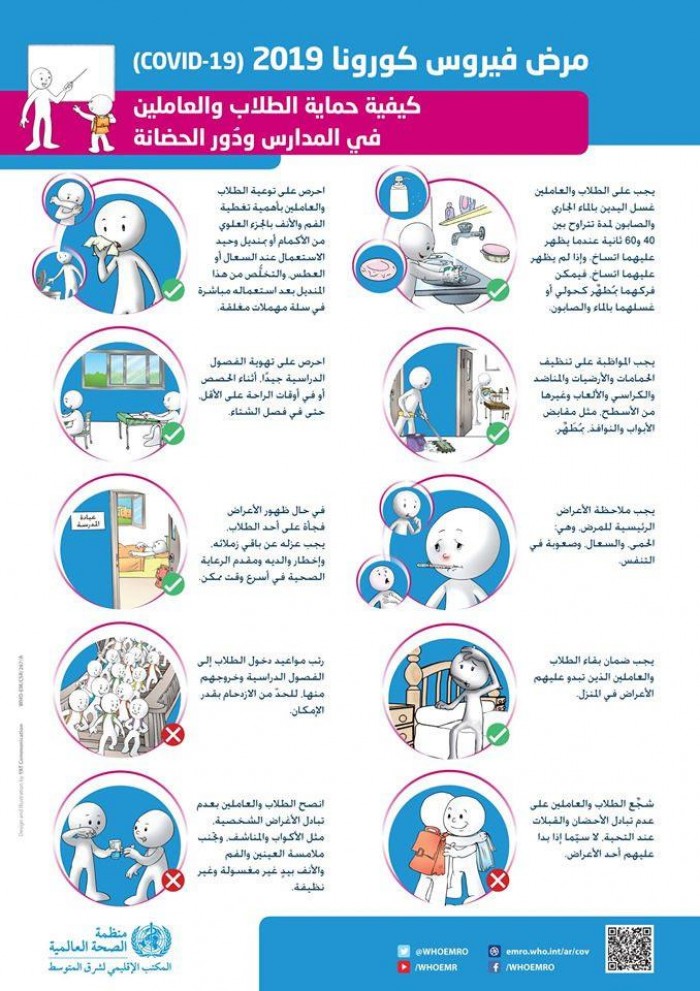 مرض فيروس كورونا 2019 (COVID-19)
كيفية حماية الطلاب والعاملين
في المدارس ودُور الحضانة
يجب على الطلاب والعاملين
غسل اليدين بالماء الجاري
والصابون لمدة تتراوح بين
40 و60 ثانية عندما يظهر
عليهما اتساخ، وإذا لم يظهر
عليهما اتساخ، فيمكن
فركهما بمُطهِّر كحولي أو
غسلهما بالماء والصابون.
احرص على توعية الطلاب
والعاملين بأهمية تغطية
الفم والأنف بالجزء العلوي
من الأكمام أو بمنديل وحيد
الاستعمال عند السعال أو
العطس، والتخلُّص من هذا
المنديل بعد استعماله مباشرة
في سلة مهملات مغلقة.
يجب المواظبة على تنظيف
الحمامات والأرضيات والمناضد
والكراسي والألعاب وغيرها
من الأسطح، مثل مقابض
الأبواب والنوافذ، بمُطهِّر.
احرص على تهوية الفصول
الدراسية جيدًا، أثناء الحصص
أو في أوقات الراحة على الأقل،
حتى في فصل الشتاء.
يجب ملاحظة الأعراض
الرئيسية للمرض، وهي:
الحمى، والسعال، وصعوبة في
التنفس.
في حال ظهور الأعراض
فجأة على أحد الطلاب،
يجب عزله عن باقي زملائه،
وإخطار والديه ومقدم الرعاية
الصحية في أسرع وقت ممكن.
عيادة
المدرسة
يجب ضمان بقاء الطلاب
والعاملين الذين تبدو عليهم
الأعراض في المنزل.
رتب مواعيد دخول الطلاب إلى
الفصول الدراسية وخروجهم
منها، للحدّ من الازدحام بقدر
الإمكان.
شجِّع الطلاب والعاملين على
عدم تبادل الأحضان والقبلات
عند التحية، لا سيّما إذا بدا
عليهم أحد الأعراض.
انصح الطلاب والعاملين بعدم
تبادل الأغراض الشخصية،
مثل الأكواب والمناشف، وتجنب
ملامسة العينين والفم
والأنف بيدٍ غير مغسولة وغير
نظيفة.
منظمة
الصحة العالمية
المكتب الإقليمي لشرق المتوسط
@WHOEMRO
emro.who.int/ar/cov
/WHOEMR
/WHOEMRO
Design and illustration by YAT Communication